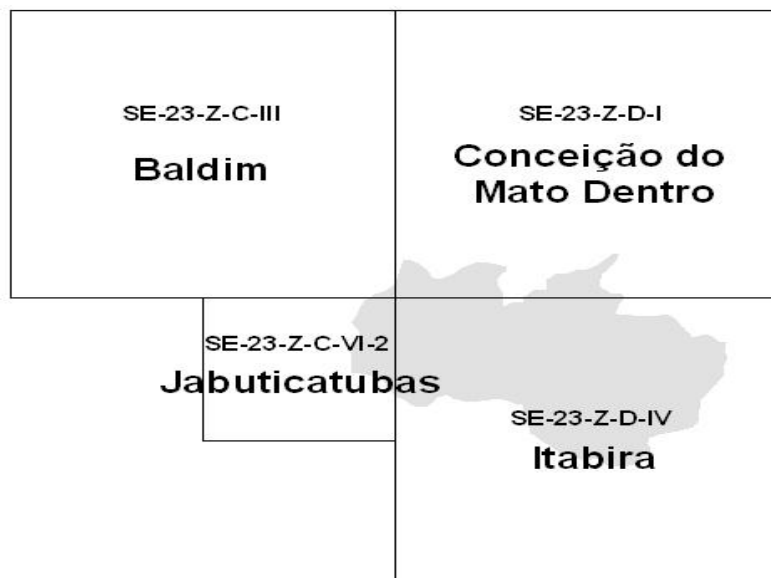 SE-23-Z-C-III
Baldim
SE-23-Z-D-I
Conceição do
Mato Dentro
SE-23-Z-C-VI-2
Jabuticatubas
SE-23-Z-D-IV
Itabira